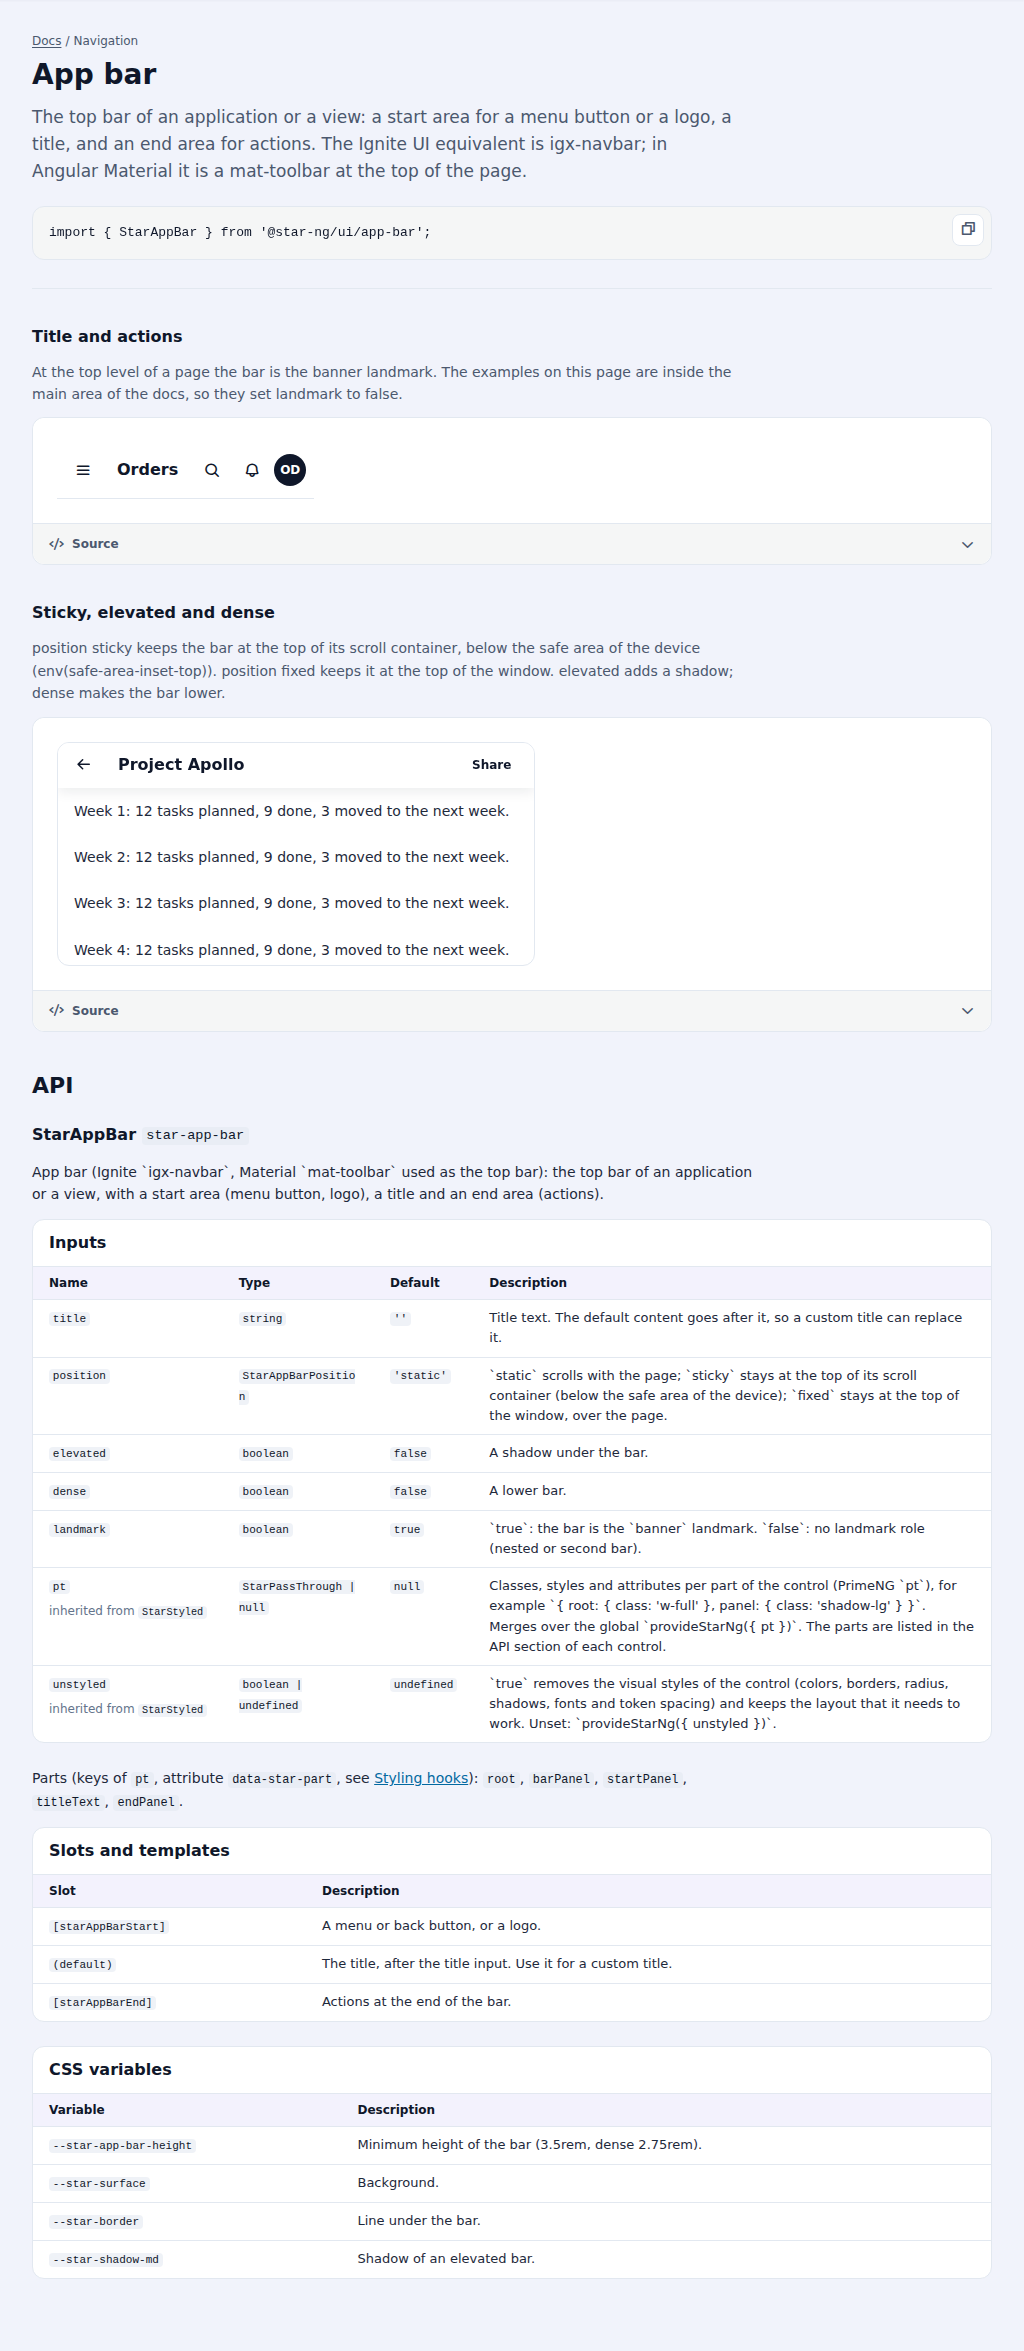 Docs / Navigation
App bar
The top bar of an application or a view: a start area for a menu button or a logo, a
title, and an end area for actions. The Ignite UI equivalent is igx-navbar; in
Angular Material it is a mat-toolbar at the top of the page.
import { StarAppBar } from '@star-ng/ui/app-bar';
Title and actions
At the top level of a page the bar is the banner landmark. The examples on this page are inside the
main area of the docs, so they set landmark to false.
Orders OD
Source
Sticky, elevated and dense
position sticky keeps the bar at the top of its scroll container, below the safe area of the device
(env(safe-area-inset-top)). position fixed keeps it at the top of the window. elevated adds a shadow;
dense makes the bar lower.
Project Apollo Share
Week 1: 12 tasks planned, 9 done, 3 moved to the next week.
Week 2: 12 tasks planned, 9 done, 3 moved to the next week.
Week 3: 12 tasks planned, 9 done, 3 moved to the next week.
Week 4: 12 tasks planned, 9 done, 3 moved to the next week.
Source
API
StarAppBar star-app-bar
App bar (Ignite `igx-navbar`, Material `mat-toolbar` used as the top bar): the top bar of an application
or a view, with a start area (menu button, logo), a title and an end area (actions).
Inputs
Name Type Default Description
title string '' Title text. The default content goes after it, so a custom title can replace
it.
position StarAppBarPositio 'static' `static` scrolls with the page; `sticky` stays at the top of its scroll
n container (below the safe area of the device); `fixed` stays at the top of
the window, over the page.
elevated boolean false A shadow under the bar.
dense boolean false A lower bar.
landmark boolean true `true`: the bar is the `banner` landmark. `false`: no landmark role
(nested or second bar).
pt StarPassThrough | null Classes, styles and attributes per part of the control (PrimeNG `pt`), for
inherited from StarStyled null example `{ root: { class: 'w-full' }, panel: { class: 'shadow-lg' } }`.
Merges over the global `provideStarNg({ pt })`. The parts are listed in the
API section of each control.
unstyled boolean | undefined `true` removes the visual styles of the control (colors, borders, radius,
inherited from StarStyled undefined shadows, fonts and token spacing) and keeps the layout that it needs to
work. Unset: `provideStarNg({ unstyled })`.
Parts (keys of pt, attribute data-star-part, see Styling hooks): root, barPanel, startPanel,
titleText, endPanel.
Slots and templates
Slot Description
[starAppBarStart] A menu or back button, or a logo.
(default) The title, after the title input. Use it for a custom title.
[starAppBarEnd] Actions at the end of the bar.
CSS variables
Variable Description
--star-app-bar-height Minimum height of the bar (3.5rem, dense 2.75rem).
--star-surface Background.
--star-border Line under the bar.
--star-shadow-md Shadow of an elevated bar.